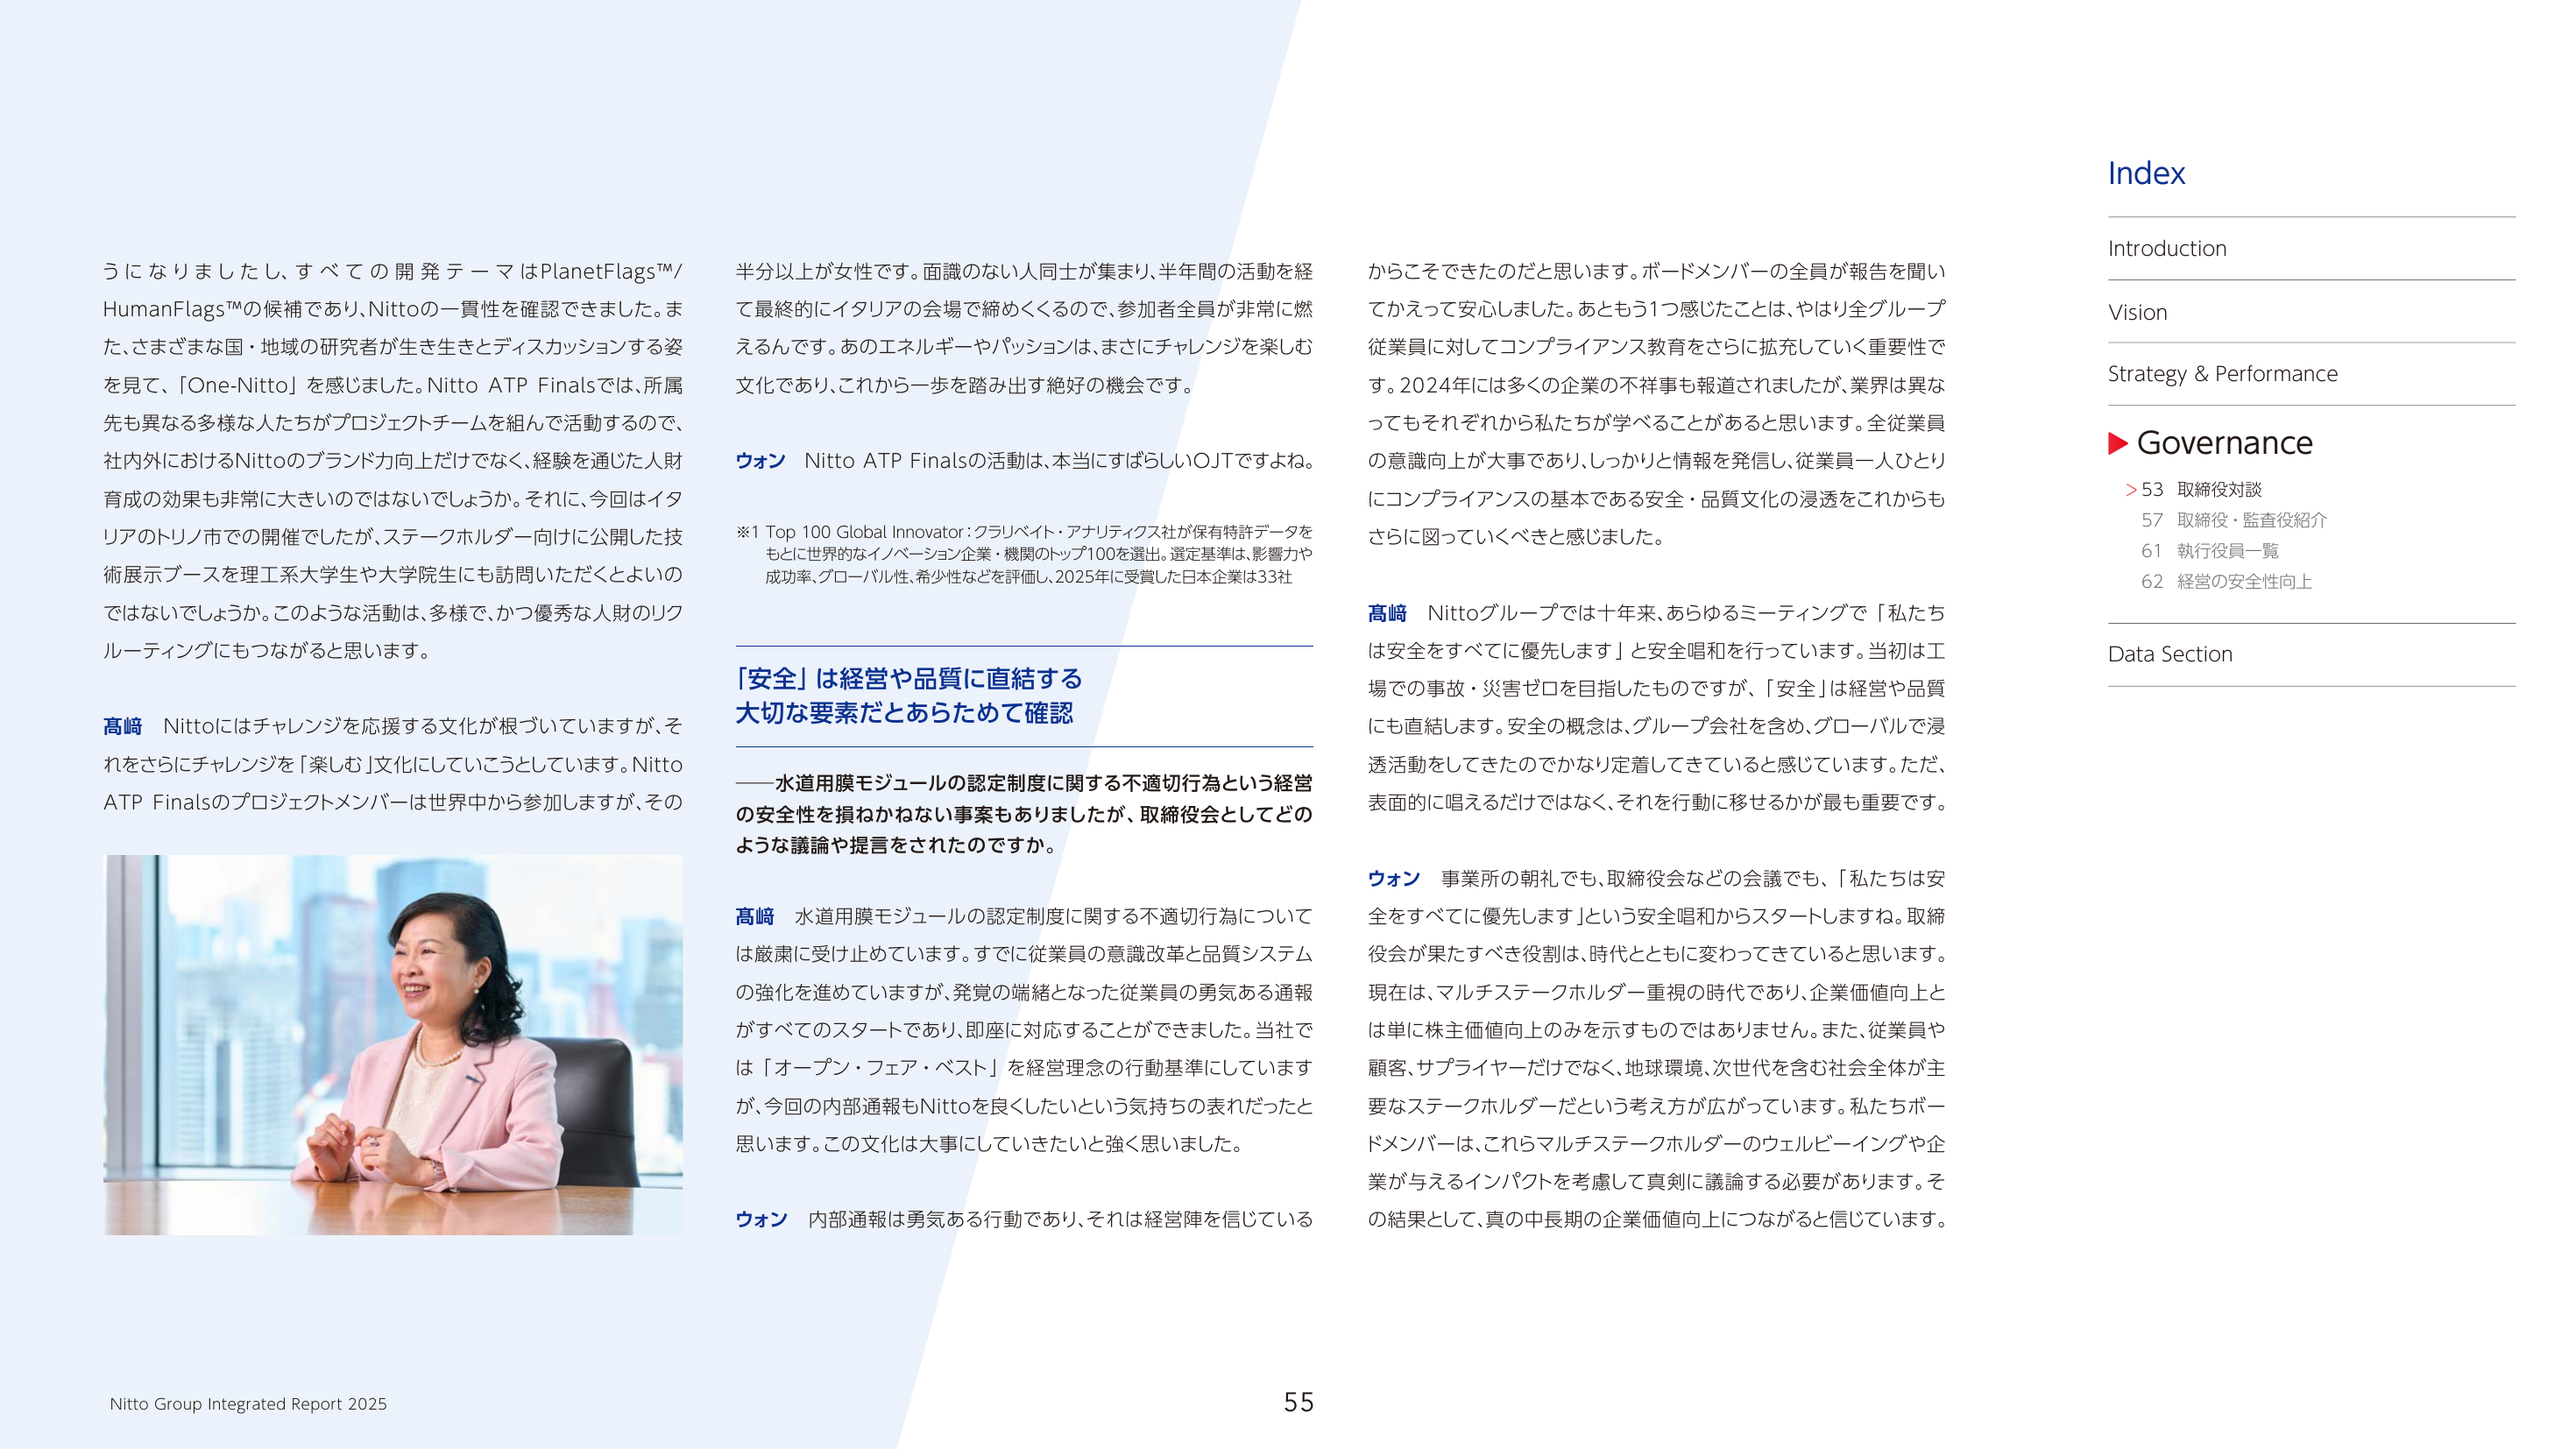 うになりましたし、すべての開発テーマはPlanetFlags™/
HumanFlags™の候補であり、Nittoの一貫性を確認できました。ま
た、さまざまな国・地域の研究者が生き生きとディスカッションする姿
を見て、「One-Nitto」を感じました。Nitto ATP Finalsでは、所属
先も異なる多様な人たちがプロジェクトチームを組んで活動するので、
社内外におけるNittoのブランド力向上だけでなく、経験を通じた人財
育成の効果も非常に大きいのではないでしょうか。それに、今回はイタ
リアのトリノ市での開催でしたが、ステークホルダー向けに公開した技
術展示ブースを理工系大学生や大学院生にも訪問いただくとよいの
ではないでしょうか。このような活動は、多様で、かつ優秀な人財のリク
ルーティングにもつながると思います。
髙﨑 Nittoにはチャレンジを応援する文化が根づいていますが、そ
れをさらにチャレンジを「楽しむ」文化にしていこうとしています。Nitto
ATP Finalsのプロジェクトメンバーは世界中から参加しますが、その
半分以上が女性です。面識のない人同士が集まり、半年間の活動を経
て最終的にイタリアの会場で締めくくるので、参加者全員が非常に燃
えるんです。あのエネルギーやパッションは、まさにチャレンジを楽しむ
文化であり、これから一歩を踏み出す絶好の機会です。
ウォン Nitto ATP Finalsの活動は、本当にすばらしいOJTですよね。
※1 Top 100 Global Innovator：クラリベイト・アナリティクス社が保有特許データを
もとに世界的なイノベーション企業・機関のトップ100を選出。選定基準は、影響力や
成功率、グローバル性、希少性などを評価し、2025年に受賞した日本企業は33社
「安全」は経営や品質に直結する
大切な要素だとあらためて確認
――水道用膜モジュールの認定制度に関する不適切行為という経営
の安全性を損ねかねない事案もありましたが、取締役会としてどの
ような議論や提言をされたのですか。
髙﨑 水道用膜モジュールの認定制度に関する不適切行為について
は厳粛に受け止めています。すでに従業員の意識改革と品質システム
の強化を進めていますが、発覚の端緒となった従業員の勇気ある通報
がすべてのスタートであり、即座に対応することができました。当社で
は「オープン・フェア・ベスト」を経営理念の行動基準にしています
が、今回の内部通報もNittoを良くしたいという気持ちの表れだったと
思います。この文化は大事にしていきたいと強く思いました。
ウォン 内部通報は勇気ある行動であり、それは経営陣を信じている
からこそできたのだと思います。ボードメンバーの全員が報告を聞い
てかえって安心しました。あともう1つ感じたことは、やはり全グループ
従業員に対してコンプライアンス教育をさらに拡充していく重要性で
す。2024年には多くの企業の不祥事も報道されましたが、業界は異な
ってもそれぞれから私たちが学べることがあると思います。全従業員
の意識向上が大事であり、しっかりと情報を発信し、従業員一人ひとり
にコンプライアンスの基本である安全・品質文化の浸透をこれからも
さらに図っていくべきと感じました。
髙﨑 Nittoグループでは十年来、あらゆるミーティングで「私たち
は安全をすべてに優先します」と安全唱和を行っています。当初は工
場での事故・災害ゼロを目指したものですが、「安全」は経営や品質
にも直結します。安全の概念は、グループ会社を含め、グローバルで浸
透活動をしてきたのでかなり定着してきていると感じています。ただ、
表面的に唱えるだけではなく、それを行動に移せるかが最も重要です。
ウォン 事業所の朝礼でも、取締役会などの会議でも、「私たちは安
全をすべてに優先します」という安全唱和からスタートしますね。取締
役会が果たすべき役割は、時代とともに変わってきていると思います。
現在は、マルチステークホルダー重視の時代であり、企業価値向上と
は単に株主価値向上のみを示すものではありません。また、従業員や
顧客、サプライヤーだけでなく、地球環境、次世代を含む社会全体が主
要なステークホルダーだという考え方が広がっています。私たちボー
ドメンバーは、これらマルチステークホルダーのウェルビーイングや企
業が与えるインパクトを考慮して真剣に議論する必要があります。そ
の結果として、真の中長期の企業価値向上につながると信じています。
Index
Introduction
Vision
Strategy & Performance
Governance
> 53 取締役対談
57 取締役・監査役紹介
61 執行役員一覧
62 経営の安全性向上
Data Section
Nitto Group Integrated Report 2025
55